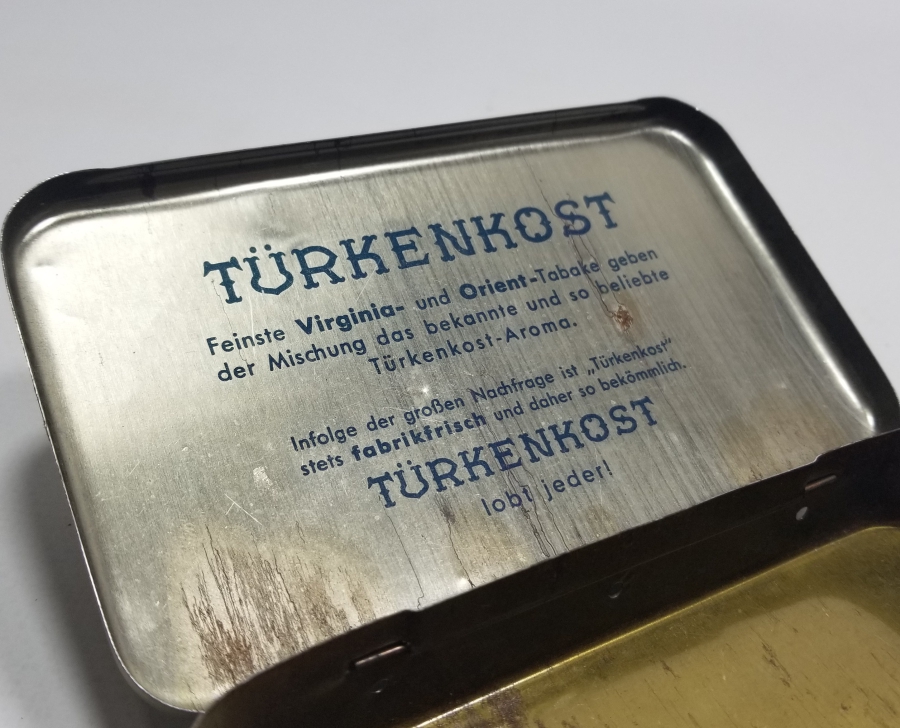 TÜRKENKOST
Feinste Virginia- und Orient-Tabake geben
der Mischung das bekannte und so beliebte
Türkenkost-Aroma.
Infolge der großen Nachfrage ist „Türkenkost“
stets fabrikfrisch und daher so bekömmlich.
TÜRKENKOST
lobt jeder!